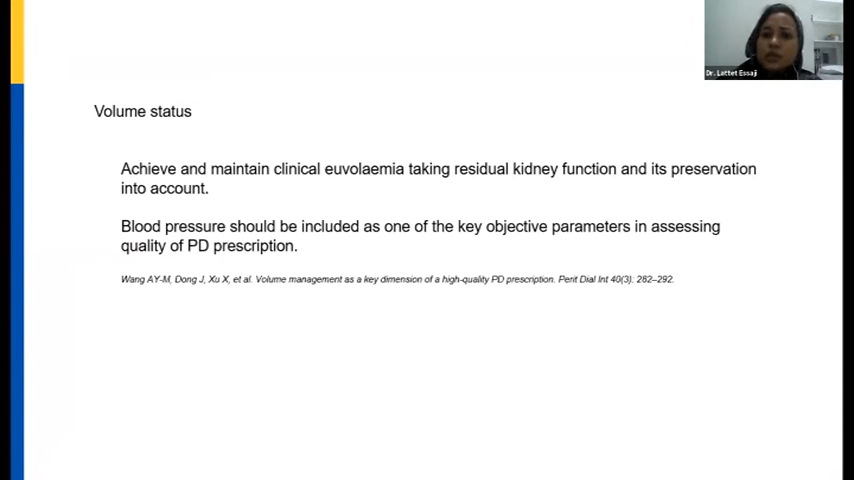 Dr. Lattet Essaji
Volume status
Achieve and maintain clinical euvolaemia taking residual kidney function and its preservation
into account.
Blood pressure should be included as one of the key objective parameters in assessing
quality of PD prescription.
Wang AY-M, Dong J, Xu X, et al. Volume management as a key dimension of a high-quality PD prescription. Perit Dial Int 40(3): 282–292.